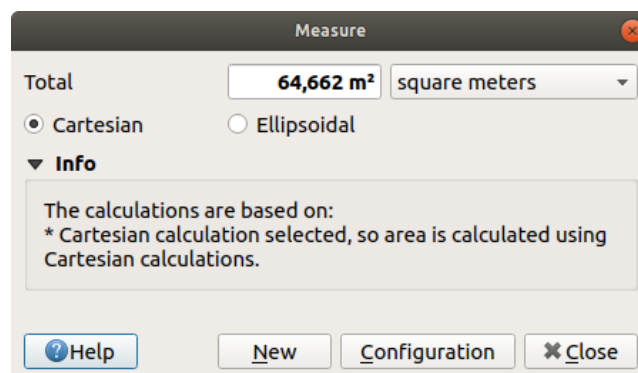 Measure
Total 64,662 m² square meters
Cartesian Ellipsoidal
Info
The calculations are based on:
* Cartesian calculation selected, so area is calculated using
Cartesian calculations.
Help New Configuration Close